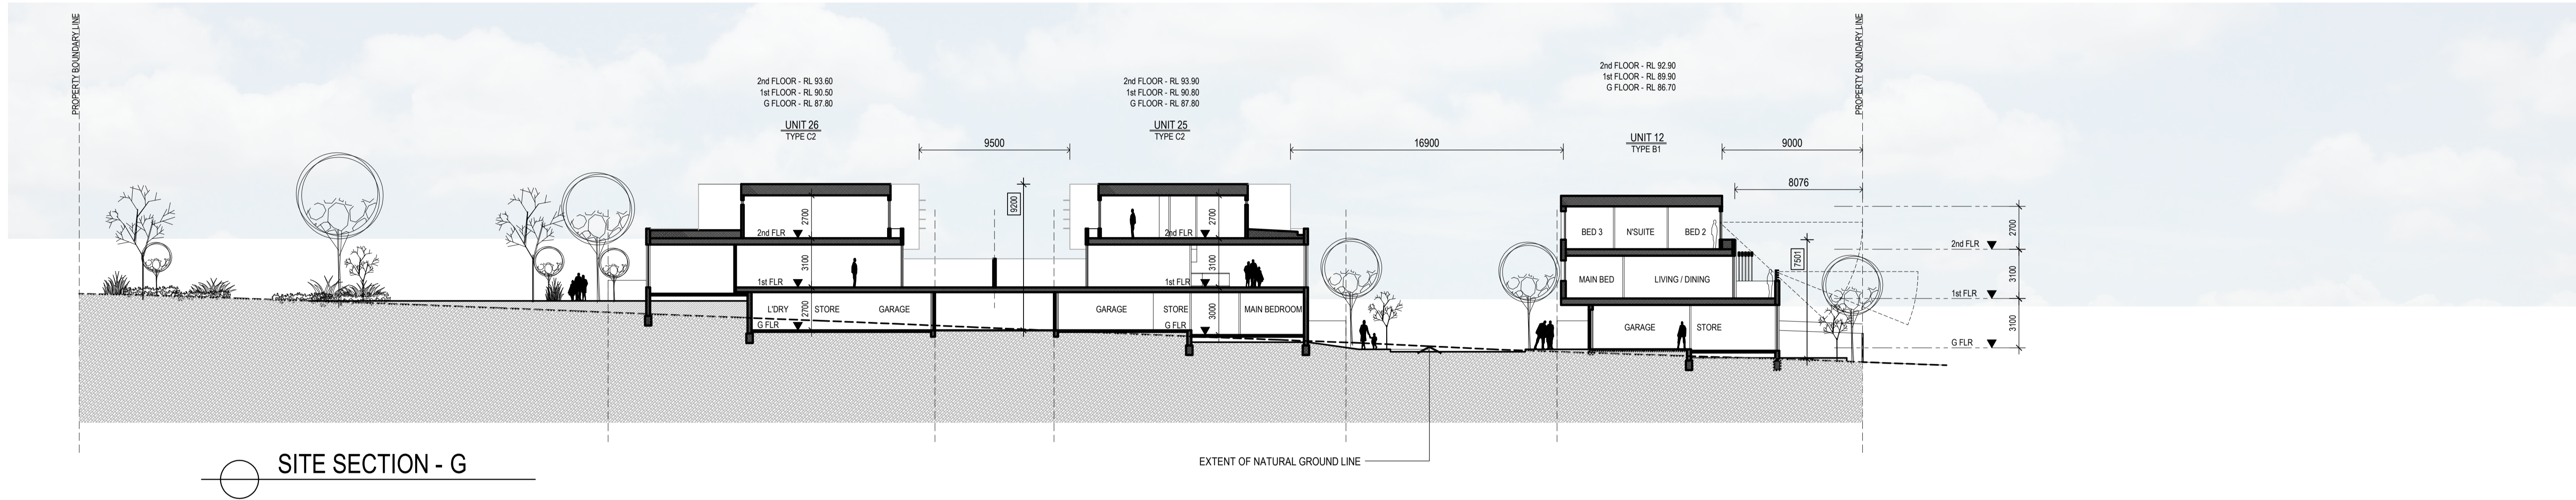 PROPERTY BOUNDARY LINE
PROPERTY BOUNDARY LINE
2nd FLOOR - RL 93.60
1st FLOOR - RL 90.50
G FLOOR - RL 87.80
UNIT 26
TYPE C2
2nd FLOOR - RL 93.90
1st FLOOR - RL 90.80
G FLOOR - RL 87.80
UNIT 25
TYPE C2
2nd FLOOR - RL 92.90
1st FLOOR - RL 89.90
G FLOOR - RL 86.70
UNIT 12
TYPE B1
9500
16900
9000
8076
9200
7501
2700
2nd FLR
3100
1st FLR
L'DRY
2700
STORE
GARAGE
G FLR
2700
2nd FLR
3100
1st FLR
GARAGE
STORE
3000
MAIN BEDROOM
G FLR
BED 3
N'SUITE
BED 2
MAIN BED
LIVING / DINING
GARAGE
STORE
2700
2nd FLR
3100
1st FLR
3100
G FLR
SITE SECTION - G
EXTENT OF NATURAL GROUND LINE